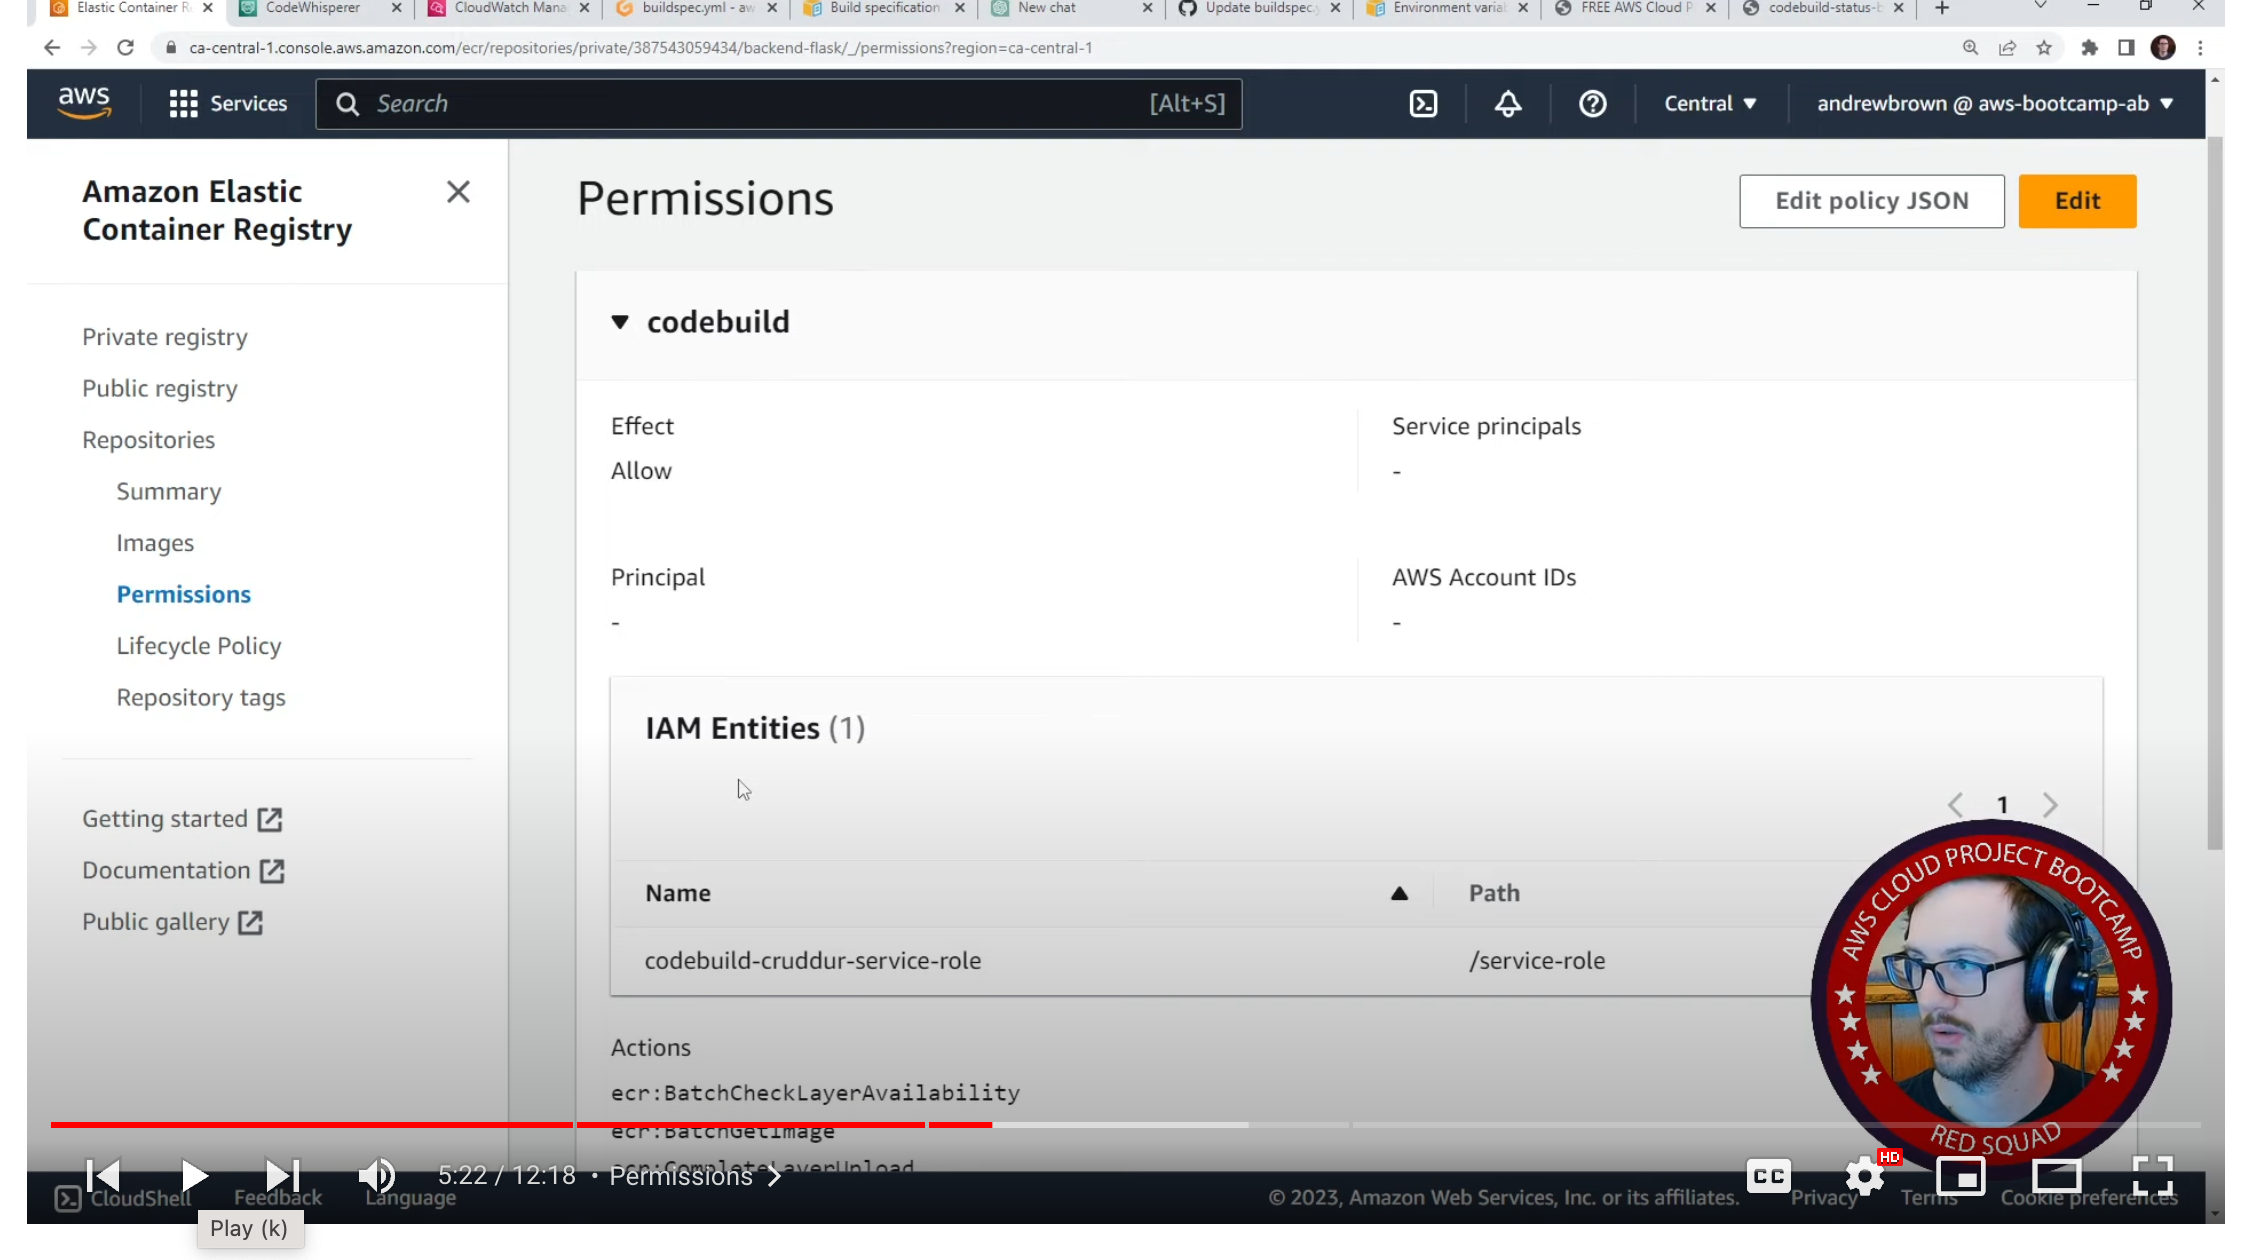 Elastic Container R
CodeWhisperer
CloudWatch Mana
buildspec.yml - aw
Build specification
New chat
Update buildspec.y
Environment varia
FREE AWS Cloud P
codebuild-status-b
ca-central-1.console.aws.amazon.com/ecr/repositories/private/387543059434/backend-flask/_/permissions?region=ca-central-1
aws
Services
Search
[Alt+S]
Central
andrewbrown @ aws-bootcamp-ab
Amazon Elastic
Container Registry
Private registry
Public registry
Repositories
Summary
Images
Permissions
Lifecycle Policy
Repository tags
Getting started
Documentation
Public gallery
Permissions
Edit policy JSON
Edit
codebuild
Effect
Allow
Service principals
-
Principal
-
AWS Account IDs
-
IAM Entities (1)
1
Name
Path
codebuild-cruddur-service-role
/service-role
Actions
ecr:BatchCheckLayerAvailability
ecr:BatchGetImage
ecr:CompleteLayerUpload
AWS CLOUD PROJECT BOOTCAMP
RED SQUAD
5:22 / 12:18 • Permissions
CC
HD
CloudShell
Feedback
Language
© 2023, Amazon Web Services, Inc. or its affiliates.
Privacy
Terms
Cookie preferences
Play (k)